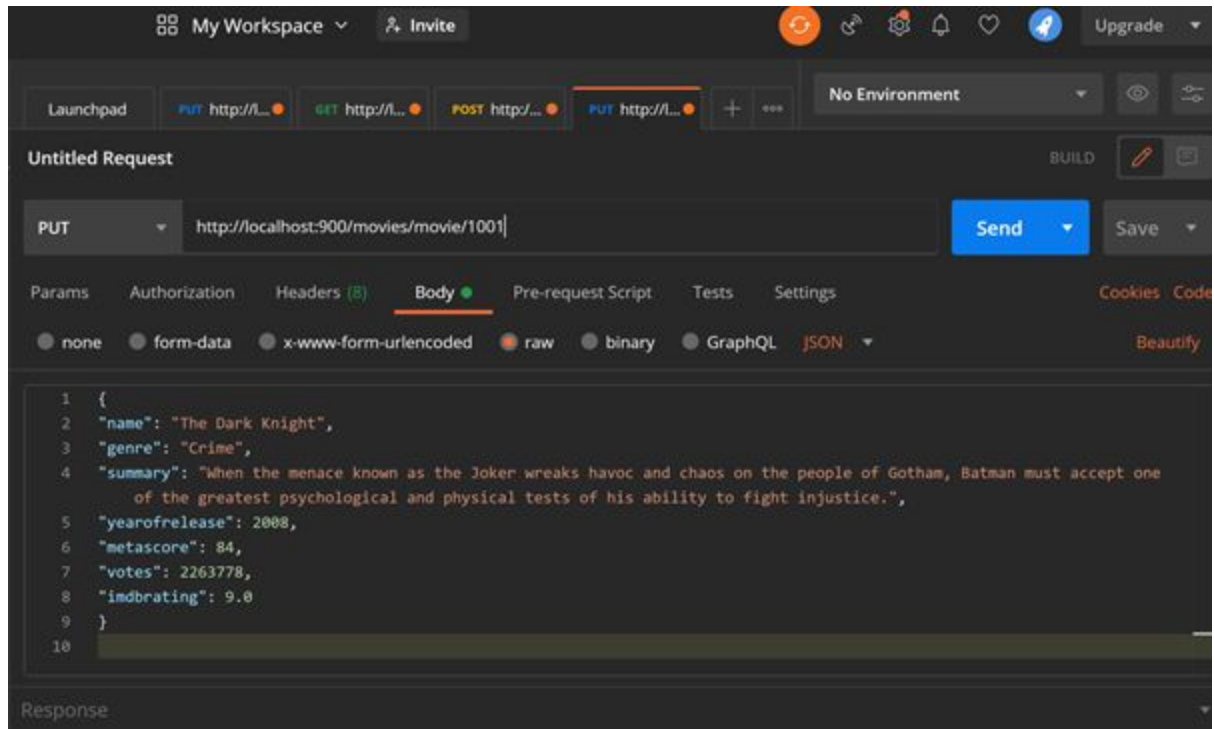 My Workspace Invite Upgrade
Launchpad PUT http://l... GET http://l... POST http:/... PUT http://l... + ••• No Environment
Untitled Request BUILD
PUT http://localhost:900/movies/movie/1001 Send Save
Params Authorization Headers (8) Body Pre-request Script Tests Settings Cookies Code
none form-data x-www-form-urlencoded raw binary GraphQL JSON Beautify
1 {
2 "name": "The Dark Knight",
3 "genre": "Crime",
4 "summary": "When the menace known as the Joker wreaks havoc and chaos on the people of Gotham, Batman must accept one
of the greatest psychological and physical tests of his ability to fight injustice.",
5 "yearofrelease": 2008,
6 "metascore": 84,
7 "votes": 2263778,
8 "imdbrating": 9.0
9 }
10
Response